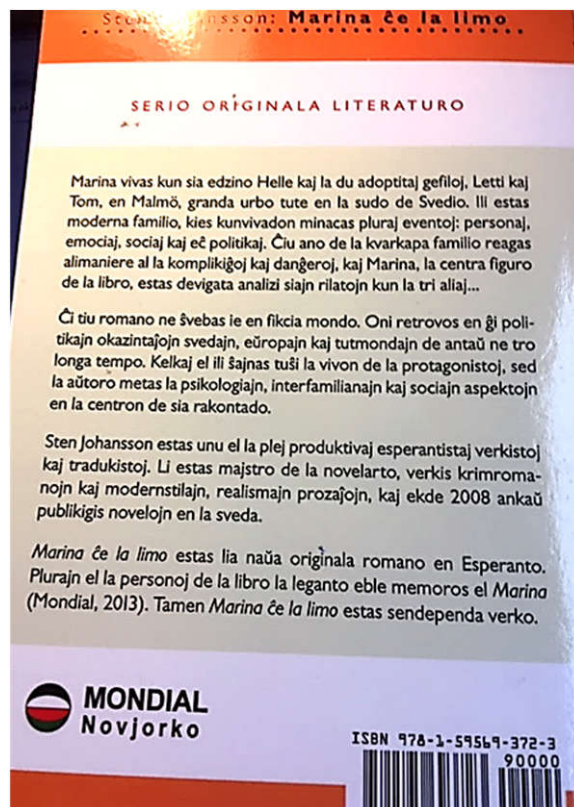 Sten Johansson: Marina ĉe la limo
SERIO ORIGINALA LITERATURO
Marina vivas kun sia edzino Helle kaj la du adoptitaj gefiloj, Letti kaj
Tom, en Malmö, granda urbo tute en la sudo de Svedio. Ili estas
moderna familio, kies kunvivadon minacas pluraj eventoj: personaj,
emociaj, sociaj kaj eĉ politikaj. Ĉiu ano de la kvarkapa familio reagas
alimaniere al la komplikiĝoj kaj danĝeroj, kaj Marina, la centra figuro
de la libro, estas devigata analizi siajn rilatojn kun la tri aliaj...
Ĉi tiu romano ne ŝvebas ie en fikcia mondo. Oni retrovos en ĝi poli-
tikajn okazintaĵojn svedajn, eŭropajn kaj tutmondajn de antaŭ ne tro
longa tempo. Kelkaj el ili ŝajnas tuŝi la vivon de la protagonistoj, sed
la aŭtoro metas la psikologiajn, interfamilianajn kaj sociajn aspektojn
en la centron de sia rakontado.
Sten Johansson estas unu el la plej produktivaj esperantistaj verkistoj
kaj tradukistoj. Li estas majstro de la novelarto, verkis krimroma-
nojn kaj modernstilajn, realismajn prozaĵojn, kaj ekde 2008 ankaŭ
publikigis novelojn en la sveda.
Marina ĉe la limo estas lia naŭa originala romano en Esperanto.
Plurajn el la personoj de la libro la leganto eble memoros el Marina
(Mondial, 2013). Tamen Marina ĉe la limo estas sendependa verko.
MONDIAL
Novjorko
ISBN 978-1-59569-372-3
90000